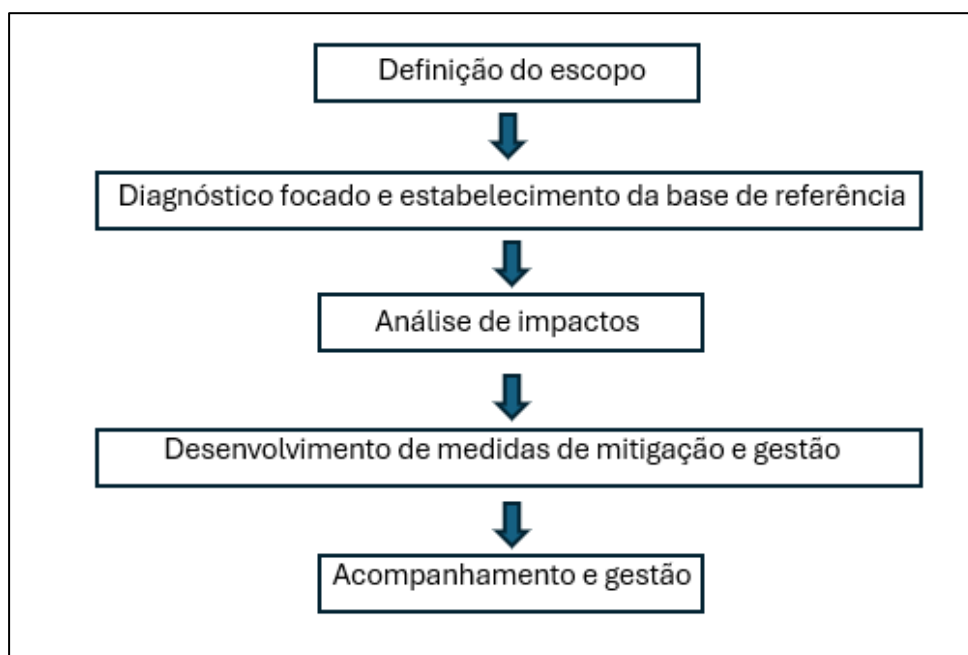 Definição do escopo
Diagnóstico focado e estabelecimento da base de referência
Análise de impactos
Desenvolvimento de medidas de mitigação e gestão
Acompanhamento e gestão